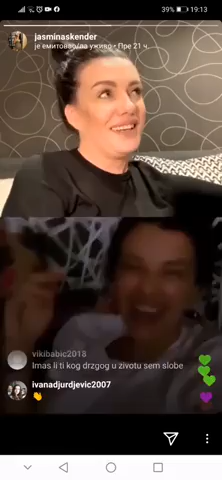 39% 19:13
jasminaskender
је емитовао/ла уживо • Пре 21 ч.
vikibabic2018
Imas li ti kog drzgog u zivotu sem slobe
ivanadjurdjevic2007
👏